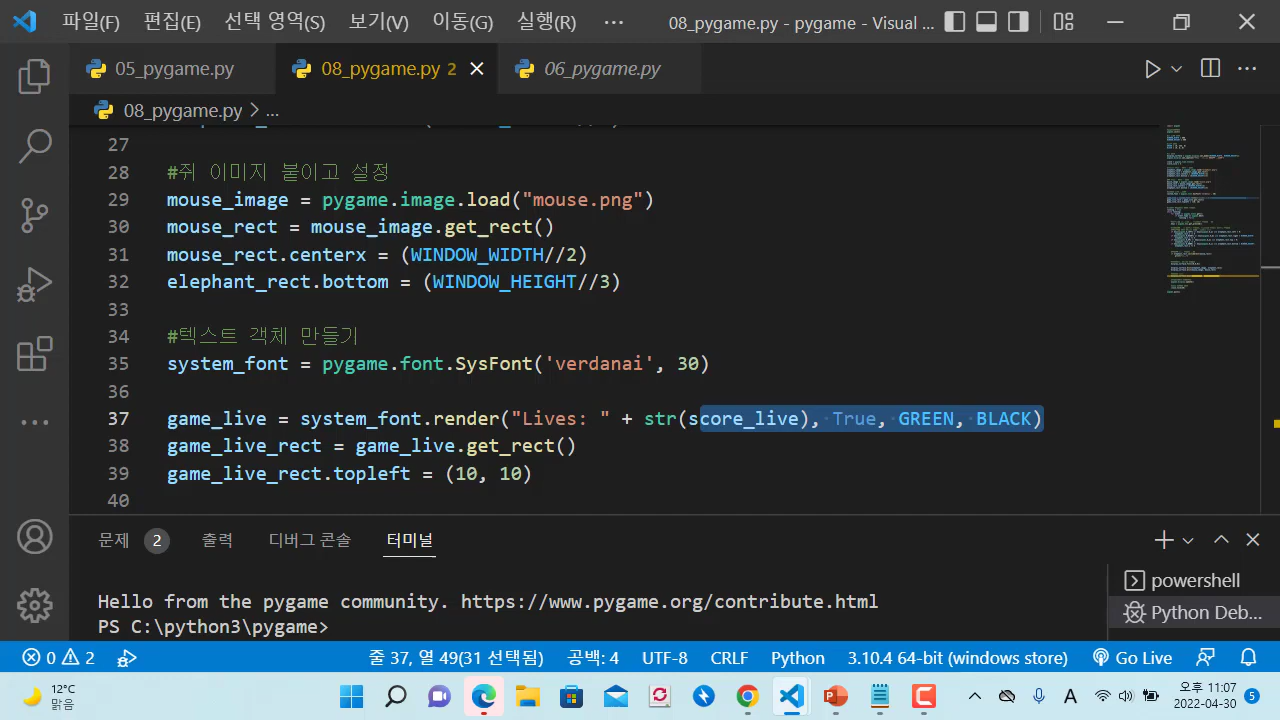 파일(F) 편집(E) 선택 영역(S) 보기(V) 이동(G) 실행(R) ··· 08_pygame.py - pygame - Visual ...
05_pygame.py
08_pygame.py 2
06_pygame.py
08_pygame.py > ...
27
28 #쥐 이미지 붙이고 설정
29 mouse_image = pygame.image.load("mouse.png")
30 mouse_rect = mouse_image.get_rect()
31 mouse_rect.centerx = (WINDOW_WIDTH//2)
32 elephant_rect.bottom = (WINDOW_HEIGHT//3)
33
34 #텍스트 객체 만들기
35 system_font = pygame.font.SysFont('verdanai', 30)
36
37 game_live = system_font.render("Lives: " + str(score_live), True, GREEN, BLACK)
38 game_live_rect = game_live.get_rect()
39 game_live_rect.topleft = (10, 10)
40
문제 2 출력 디버그 콘솔 터미널
Hello from the pygame community. https://www.pygame.org/contribute.html
PS C:\python3\pygame>
powershell
Python Deb...
0 2 줄 37, 열 49(31 선택됨) 공백: 4 UTF-8 CRLF Python 3.10.4 64-bit (windows store) Go Live
12°C
맑음
A
오후 11:07
2022-04-30
5